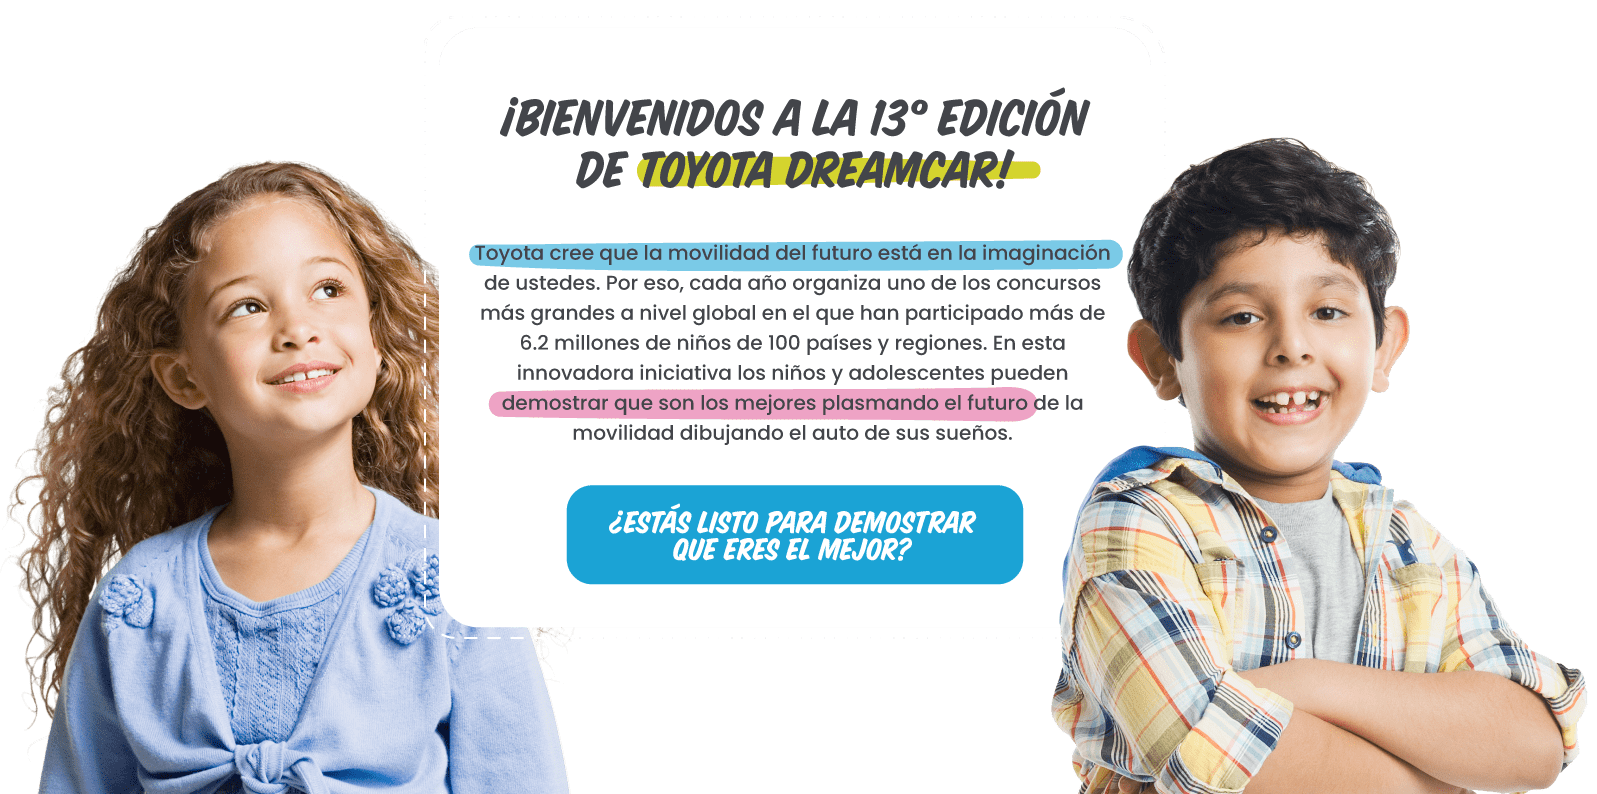 ¡BIENVENIDOS A LA 13° EDICIÓN
DE TOYOTA DREAMCAR!
Toyota cree que la movilidad del futuro está en la imaginación
de ustedes. Por eso, cada año organiza uno de los concursos
más grandes a nivel global en el que han participado más de
6.2 millones de niños de 100 países y regiones. En esta
innovadora iniciativa los niños y adolescentes pueden
demostrar que son los mejores plasmando el futuro de la
movilidad dibujando el auto de sus sueños.
¿ESTÁS LISTO PARA DEMOSTRAR
QUE ERES EL MEJOR?